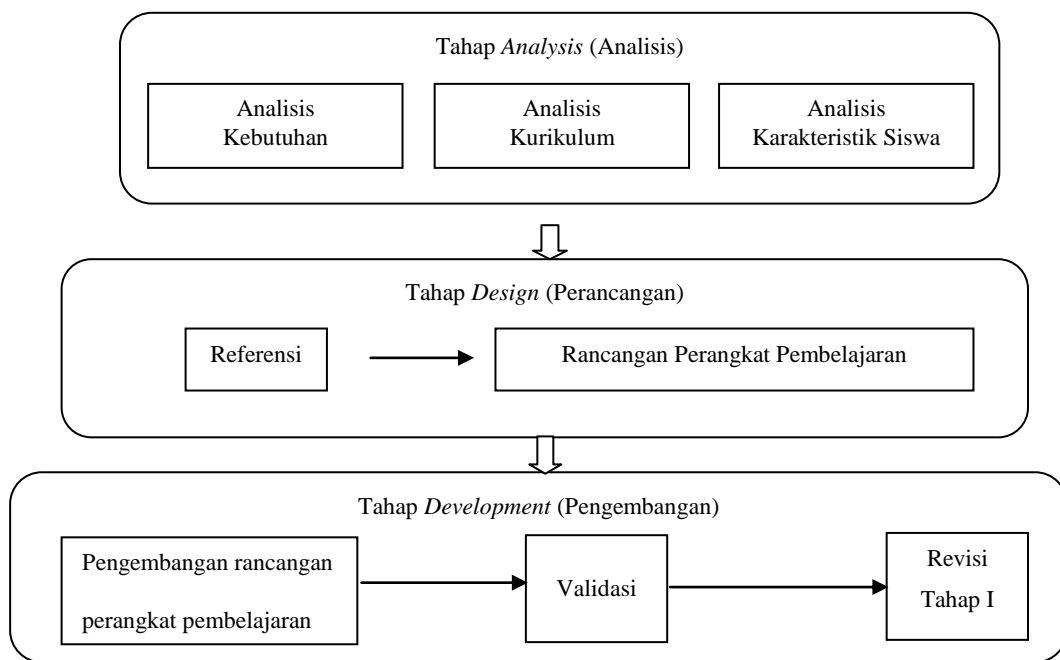 Tahap Analysis (Analisis)
Analisis
Kebutuhan
Analisis
Kurikulum
Analisis
Karakteristik Siswa
Tahap Design (Perancangan)
Referensi
Rancangan Perangkat Pembelajaran
Tahap Development (Pengembangan)
Pengembangan rancangan
perangkat pembelajaran
Validasi
Revisi
Tahap I